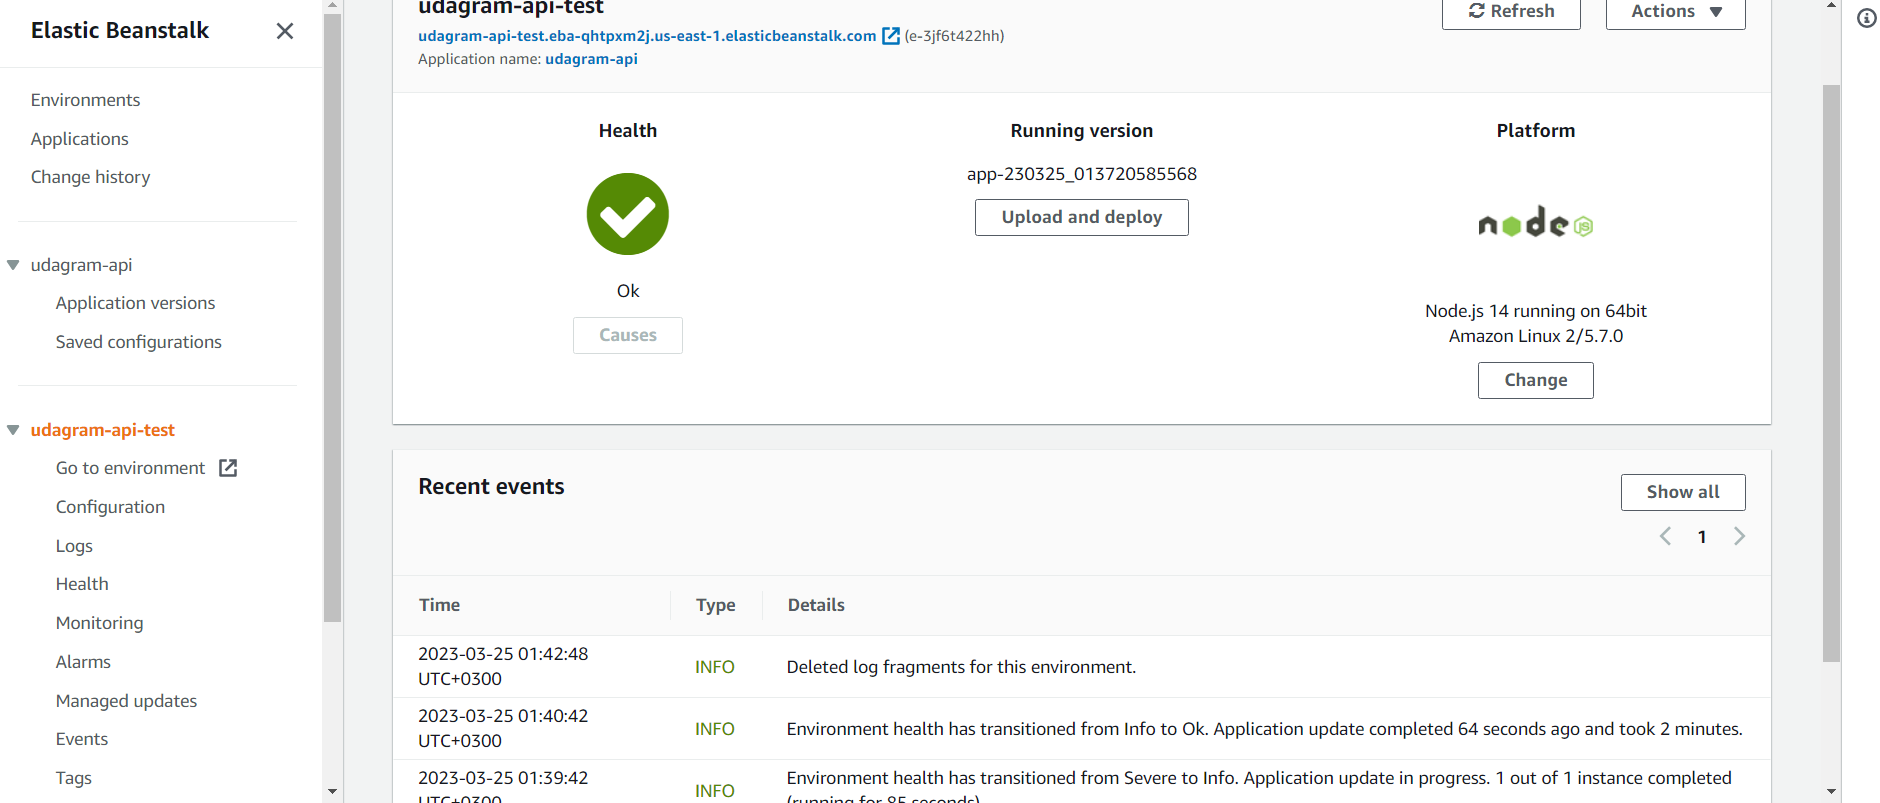 Elastic Beanstalk
Environments
Applications
Change history
udagram-api
Application versions
Saved configurations
udagram-api-test
Go to environment
Configuration
Logs
Health
Monitoring
Alarms
Managed updates
Events
Tags
udagram-api-test
Refresh
Actions
udagram-api-test.eba-qhtpxm2j.us-east-1.elasticbeanstalk.com (e-3jf6t422hh)
Application name: udagram-api
Health
Ok
Causes
Running version
app-230325_013720585568
Upload and deploy
Platform
node JS
Node.js 14 running on 64bit
Amazon Linux 2/5.7.0
Change
Recent events
Show all
1
Time Type Details
2023-03-25 01:42:48
UTC+0300
INFO
Deleted log fragments for this environment.
2023-03-25 01:40:42
UTC+0300
INFO
Environment health has transitioned from Info to Ok. Application update completed 64 seconds ago and took 2 minutes.
2023-03-25 01:39:42
UTC+0300
INFO
Environment health has transitioned from Severe to Info. Application update in progress. 1 out of 1 instance completed
(running for 85 seconds)